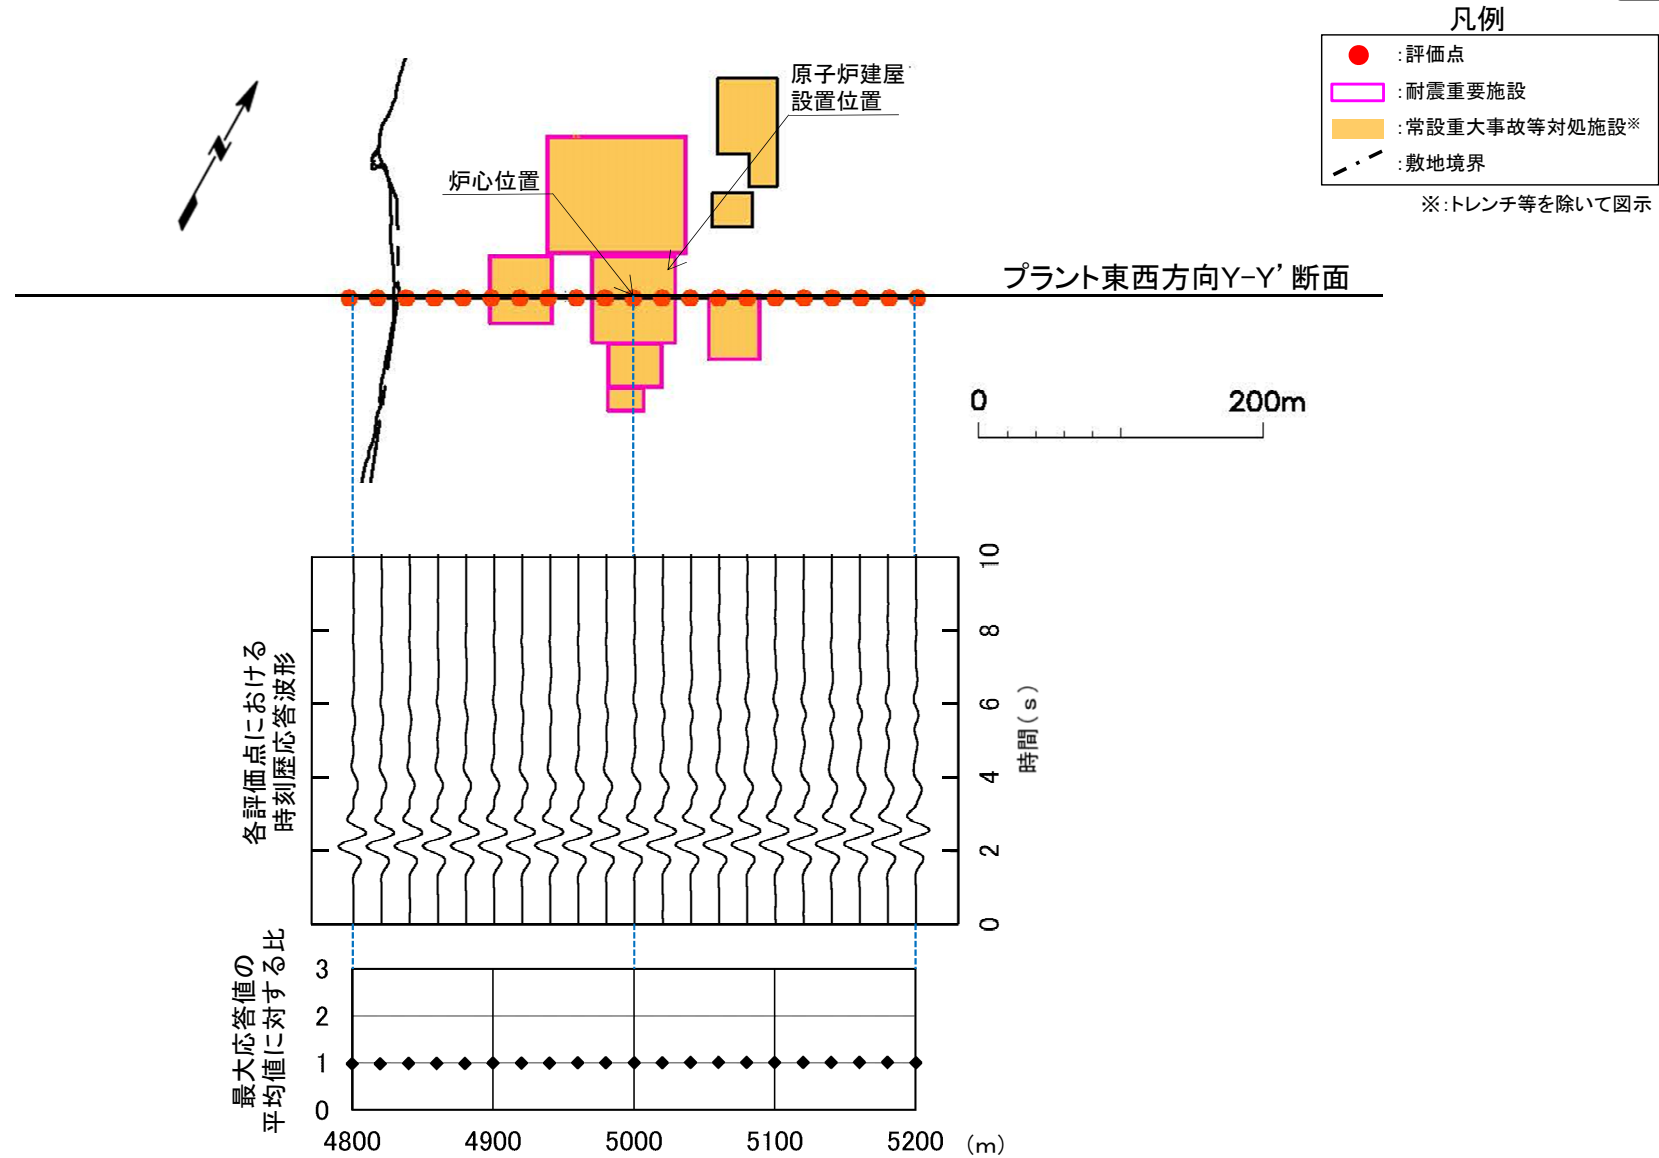 凡例
:評価点
:耐震重要施設
:常設重大事故等対処施設※
:敷地境界
※:トレンチ等を除いて図示
原子炉建屋
設置位置
炉心位置
N
プラント東西方向Y-Y’断面
0 200m
各評価点における
時刻歴応答波形
10
8
6
4
2
0
時間(s)
最大応答値の
平均値に対する比
3
2
1
0
4800 4900 5000 5100 5200 (m)